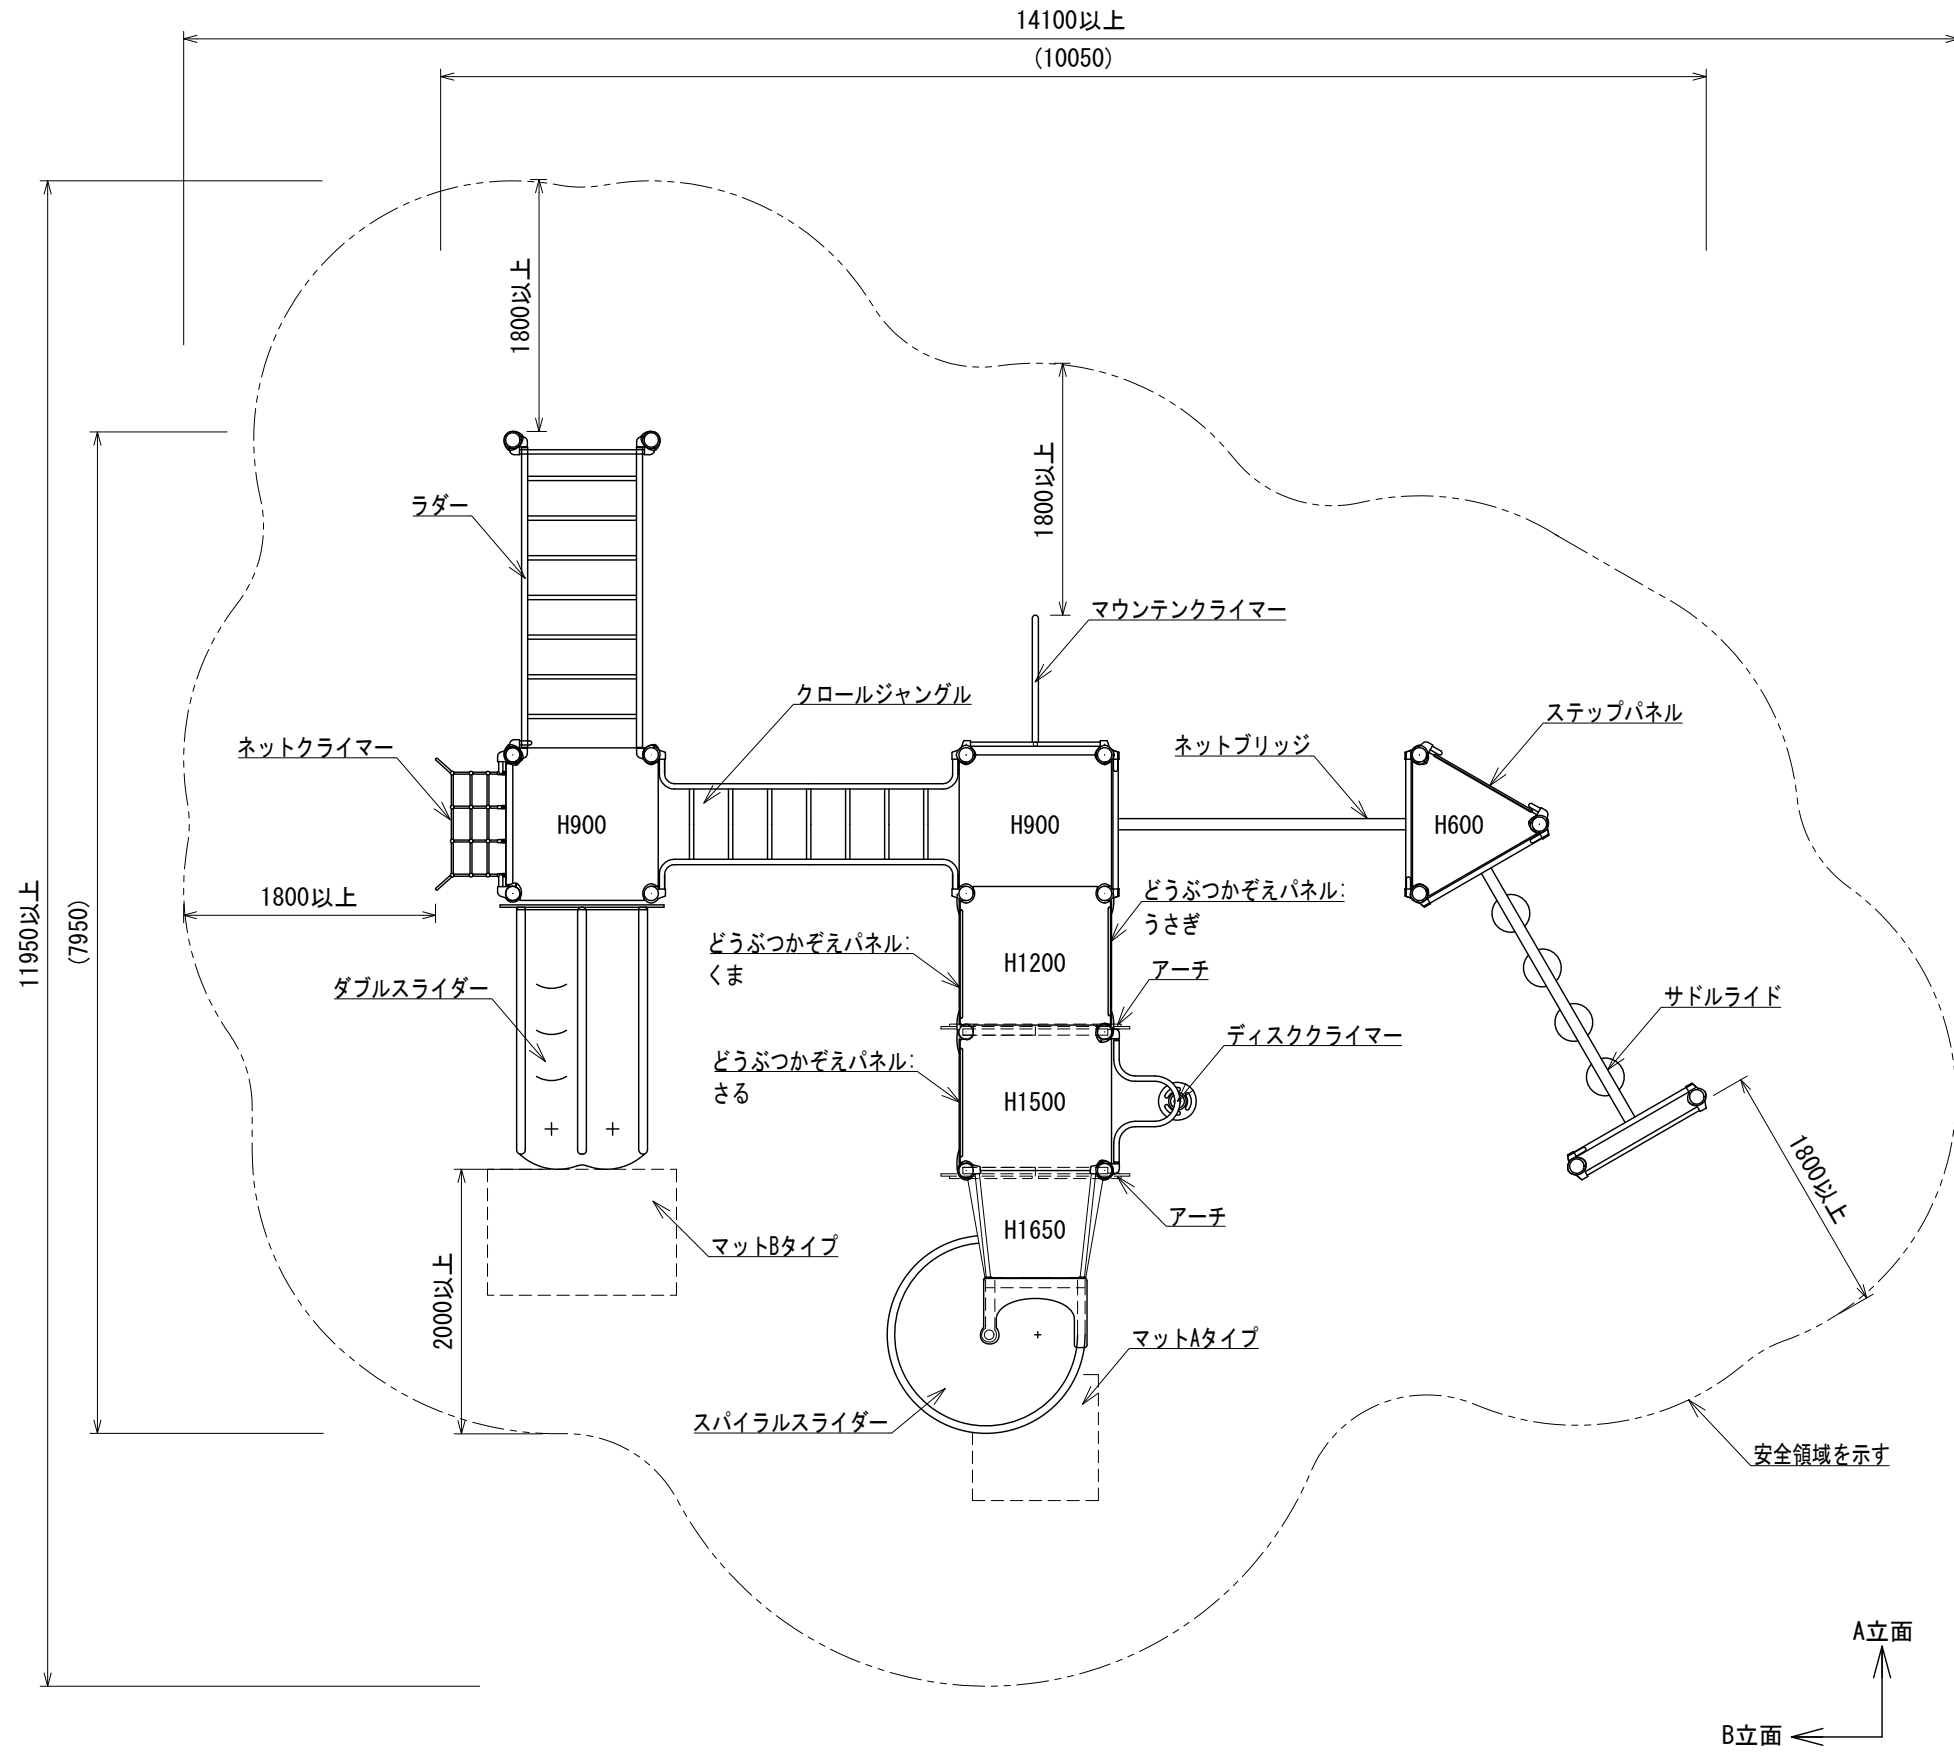 14100以上
(10050)
1800以上
1800以上
ラダー
マウンテンクライマー
クロールジャングル
ステップパネル
ネットクライマー
ネットブリッジ
H900
H900
H600
11950以上
(7950)
1800以上
どうぶつかぞえパネル:
うさぎ
どうぶつかぞえパネル:
くま
H1200
アーチ
ダブルスライダー
サドルライド
ディスククライマー
どうぶつかぞえパネル:
さる
H1500
1800以上
アーチ
H1650
マットBタイプ
2000以上
マットAタイプ
スパイラルスライダー
安全領域を示す
A立面
B立面